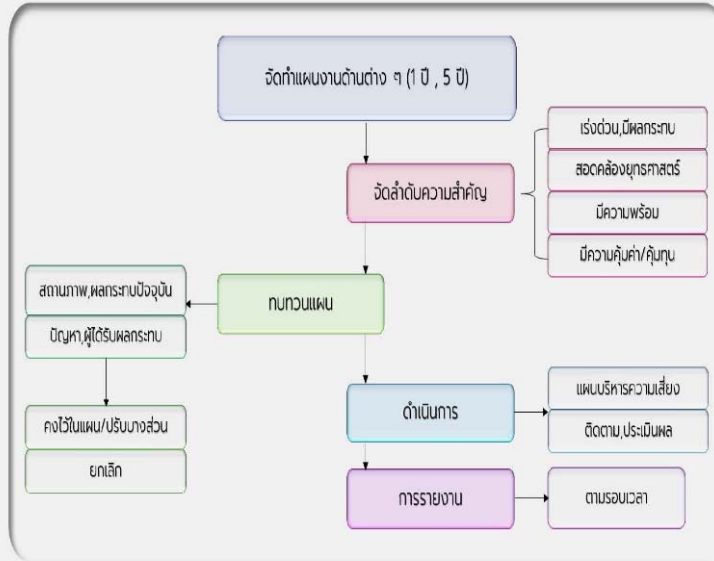 จัดทำแผนงานด้านต่าง ๆ (1 ปี , 5 ปี)
จัดลำดับความสำคัญ
เร่งด่วน,มีผลกระทบ
สอดคล้องยุทธศาสตร์
มีความพร้อม
มีความคุ้มค่า/คุ้มทุน
ทบทวนแผน
สถานภาพ,ผลกระทบปัจจุบัน
ปัญหา,ผู้ได้รับผลกระทบ
คงไว้ในแผน/ปรับบางส่วน
ยกเลิก
ดำเนินการ
แผนบริหารความเสี่ยง
ติดตาม,ประเมินผล
การรายงาน
ตามรอบเวลา